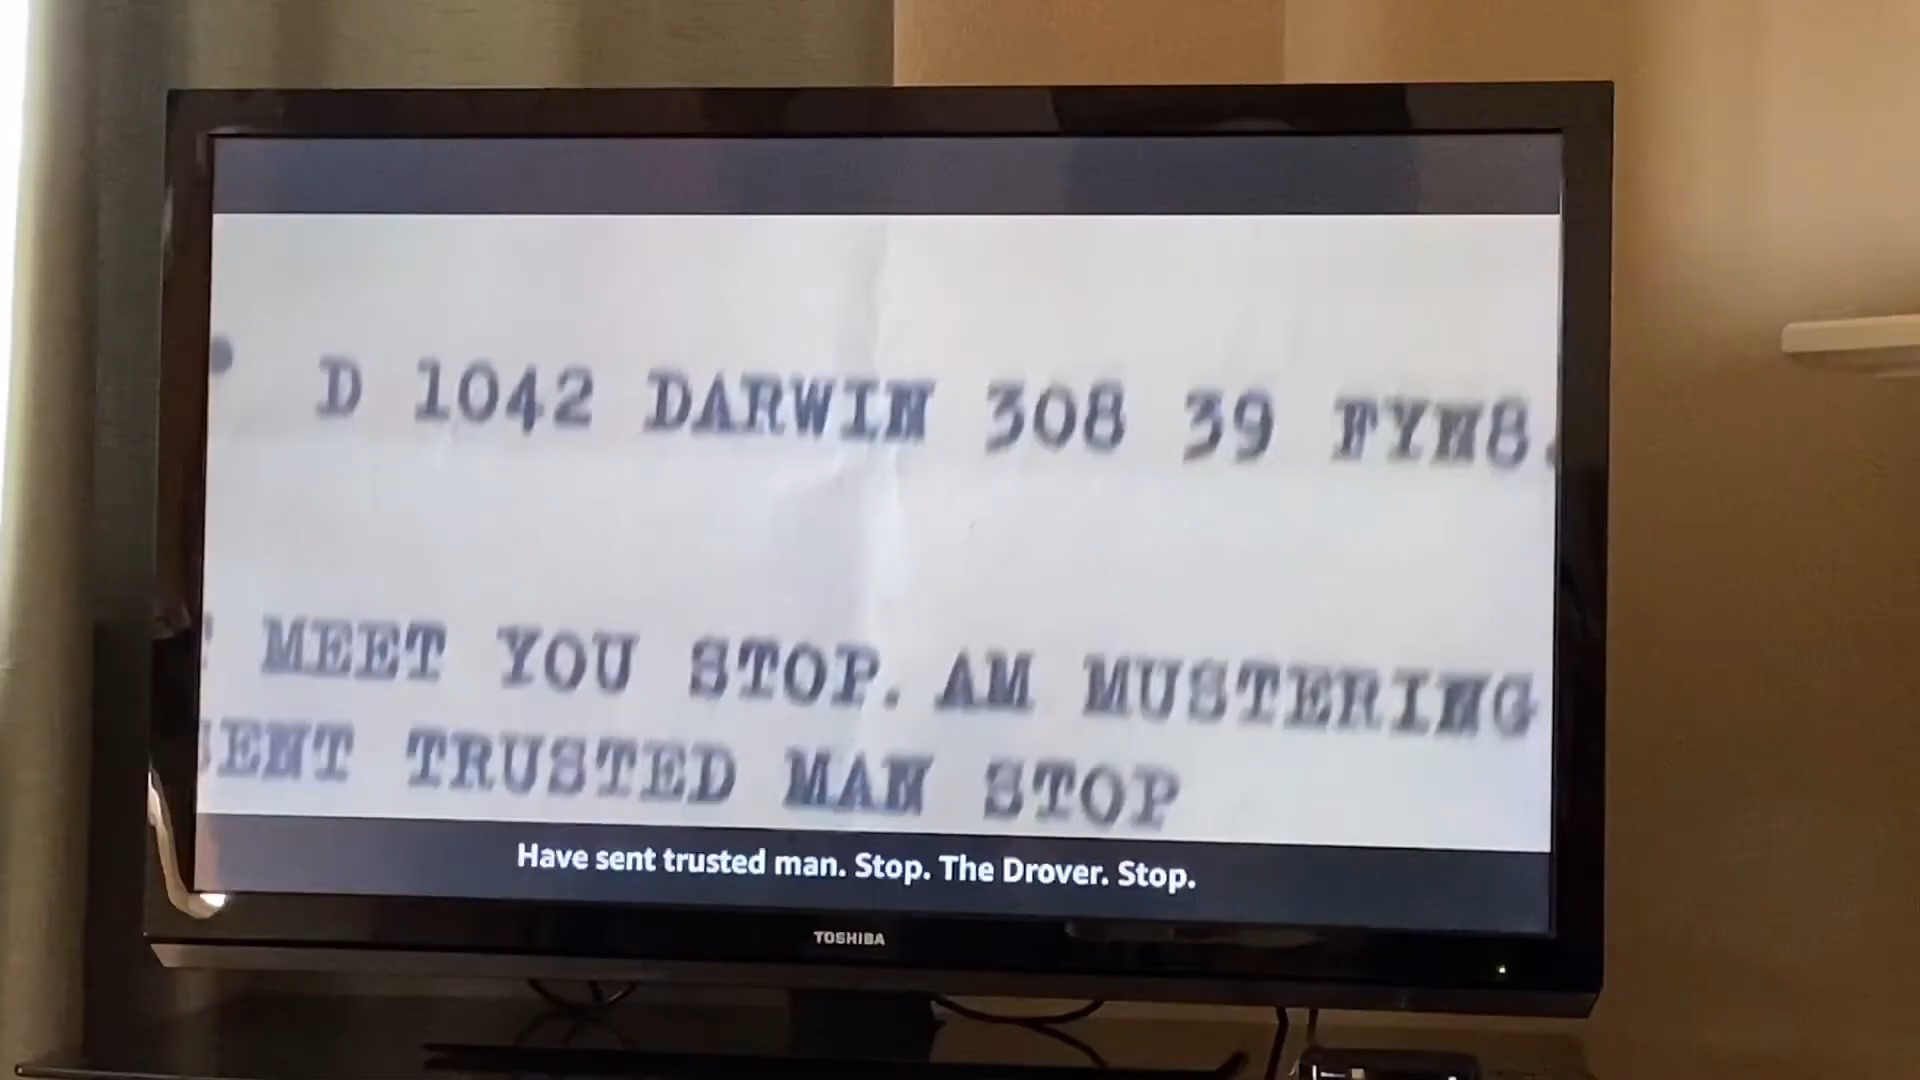 D 1042 DARWIN 308 39 FYN8.
MEET YOU STOP. AM MUSTERING
SENT TRUSTED MAN STOP
Have sent trusted man. Stop. The Drover. Stop.
TOSHIBA